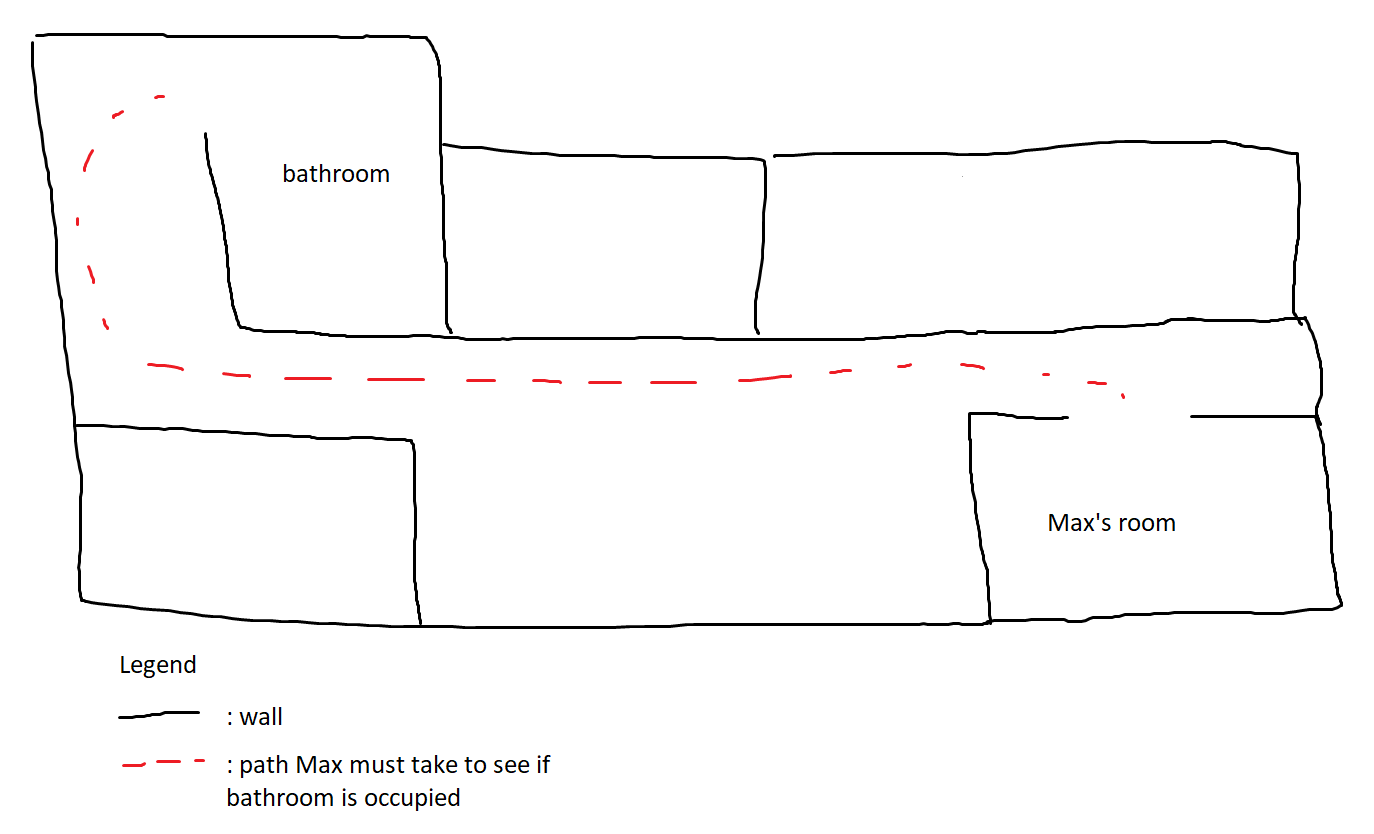 bathroom
Max's room
Legend
: wall
: path Max must take to see if
bathroom is occupied